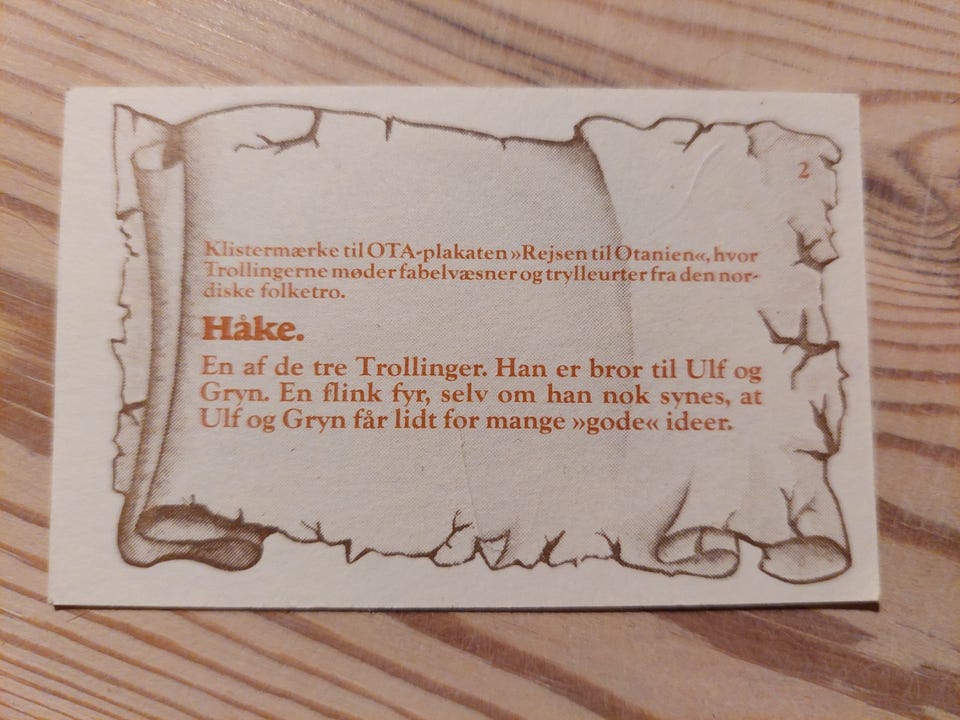 2
Klistermærke til OTA-plakaten »Rejsen til Otanien«, hvor
Trollingerne møder fabelvæsner og trylleurter fra den nor-
diske folketro.
Håke.
En af de tre Trollinger. Han er bror til Ulf og
Gryn. En flink fyr, selv om han nok synes, at
Ulf og Gryn får lidt for mange »gode« ideer.